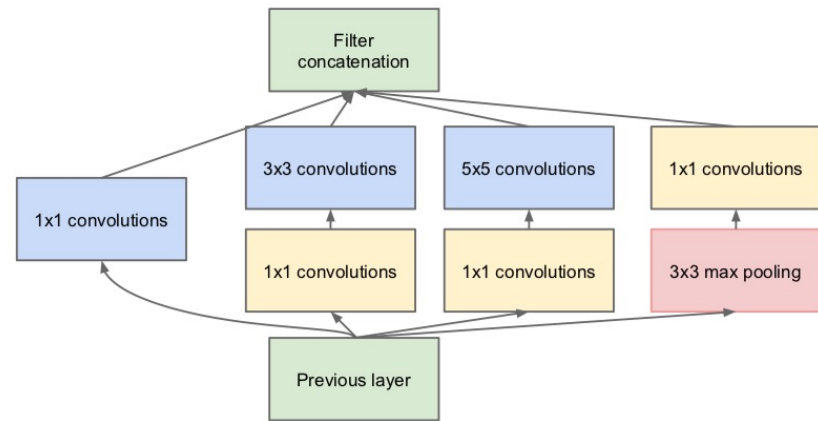 Filter
concatenation
3x3 convolutions
5x5 convolutions
1x1 convolutions
1x1 convolutions
1x1 convolutions
1x1 convolutions
3x3 max pooling
Previous layer